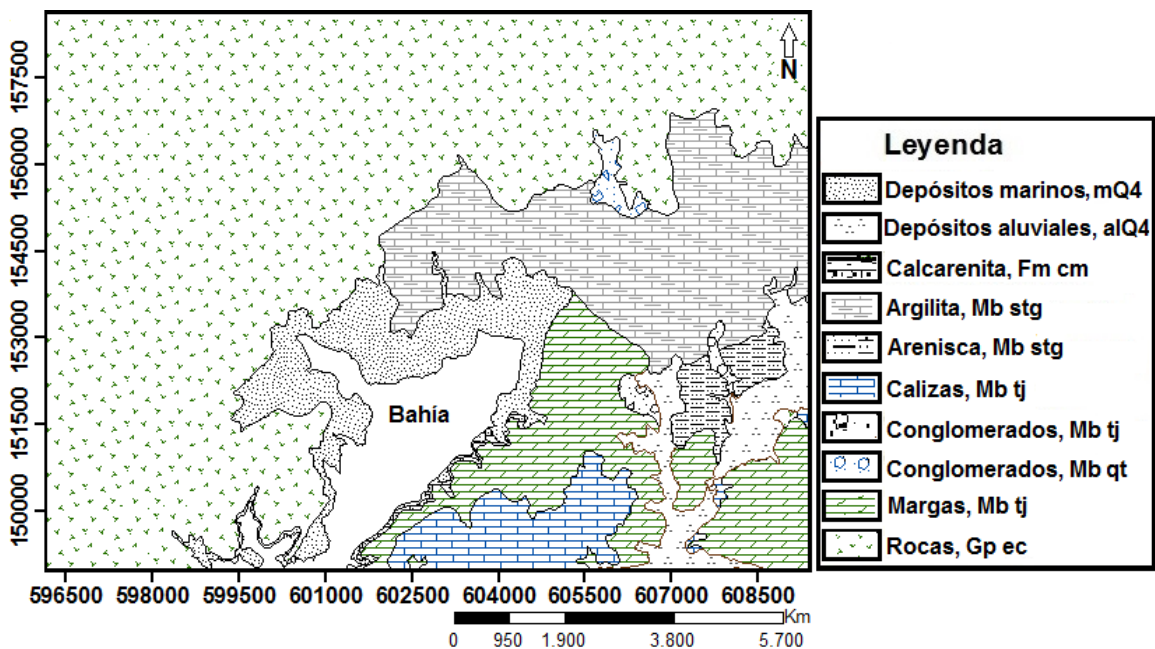 N
157500
156000
154500
153000
151500
150000
Bahía
596500 598000 599500 601000 602500 604000 605500 607000 608500
Km
0 950 1.900 3.800 5.700
Leyenda
Depósitos marinos, mQ4
Depósitos aluviales, alQ4
Calcarenita, Fm cm
Argilita, Mb stg
Arenisca, Mb stg
Calizas, Mb tj
Conglomerados, Mb tj
Conglomerados, Mb qt
Margas, Mb tj
Rocas, Gp ec